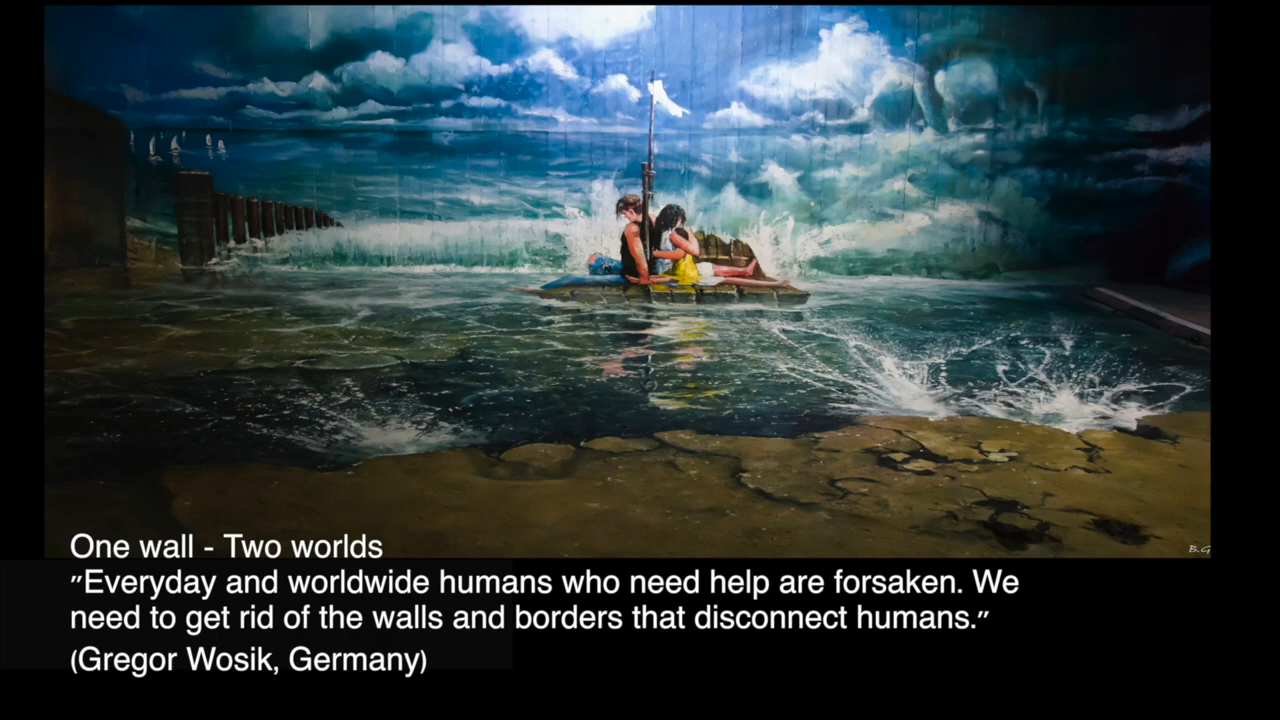 B.G
One wall - Two worlds
"Everyday and worldwide humans who need help are forsaken. We
need to get rid of the walls and borders that disconnect humans."
(Gregor Wosik, Germany)